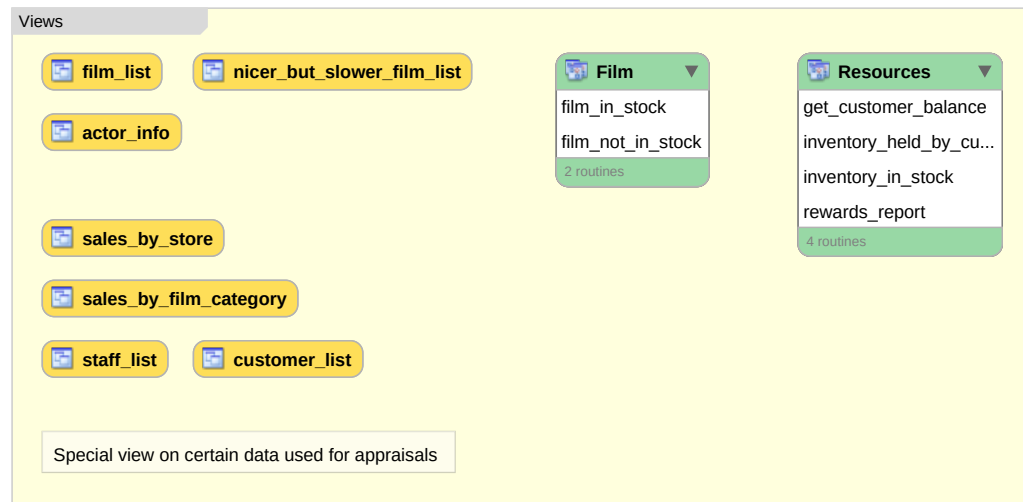 Views
film_list
nicer_but_slower_film_list
actor_info
sales_by_store
sales_by_film_category
staff_list
customer_list
Special view on certain data used for appraisals
Film
film_in_stock
film_not_in_stock
2 routines
Resources
get_customer_balance
inventory_held_by_cu...
inventory_in_stock
rewards_report
4 routines